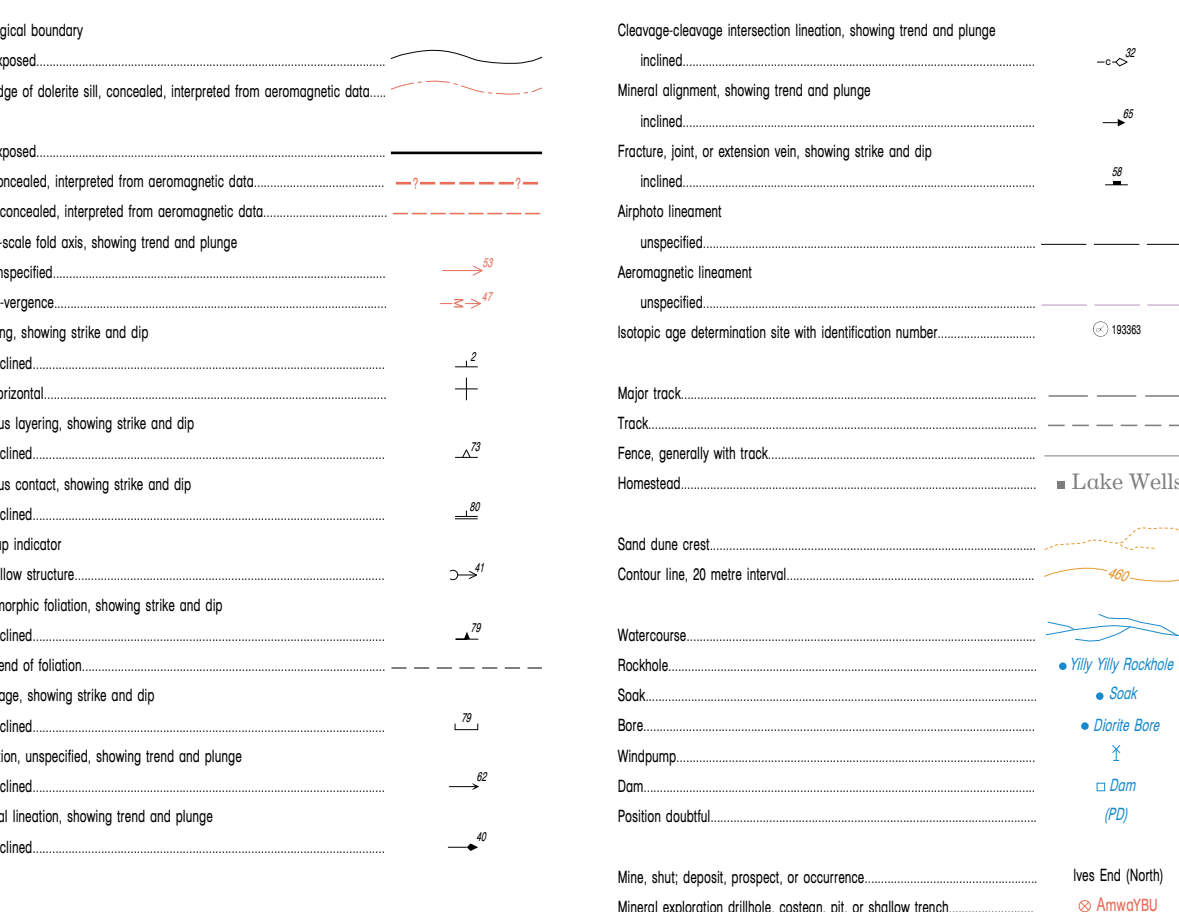 gical boundary
xposed
dge of dolerite sill, concealed, interpreted from aeromagnetic data
xposed
oncealed, interpreted from aeromagnetic data ? ?
concealed, interpreted from aeromagnetic data
-scale fold axis, showing trend and plunge
nspecified 53
-vergence 47
ng, showing strike and dip
clined 2
orizontal
us layering, showing strike and dip
clined 73
us contact, showing strike and dip
clined 80
up indicator
llow structure 41
morphic foliation, showing strike and dip
clined 79
end of foliation
age, showing strike and dip
clined 79
tion, unspecified, showing trend and plunge
clined 62
al lineation, showing trend and plunge
clined 40
Cleavage-cleavage intersection lineation, showing trend and plunge
inclined c 32
Mineral alignment, showing trend and plunge
inclined 65
Fracture, joint, or extension vein, showing strike and dip
inclined 58
Airphoto lineament
unspecified
Aeromagnetic lineament
unspecified
Isotopic age determination site with identification number 193363
Major track
Track
Fence, generally with track
Homestead Lake Wells
Sand dune crest
Contour line, 20 metre interval 460
Watercourse
Rockhole Yilly Yilly Rockhole
Soak Soak
Bore Diorite Bore
Windpump
Dam Dam
Position doubtful (PD)
Mine, shut; deposit, prospect, or occurrence Ives End (North)
Mineral exploration drillhole, costean, pit, or shallow trench AmwaYBU